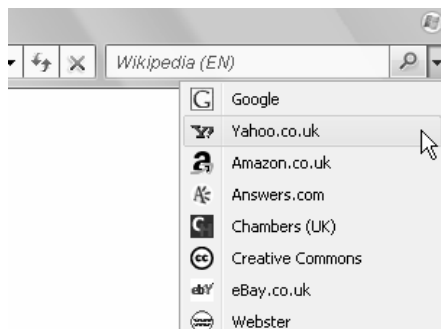 Wikipedia (EN)
Google
Yahoo.co.uk
Amazon.co.uk
Answers.com
Chambers (UK)
Creative Commons
eBay.co.uk
Webster